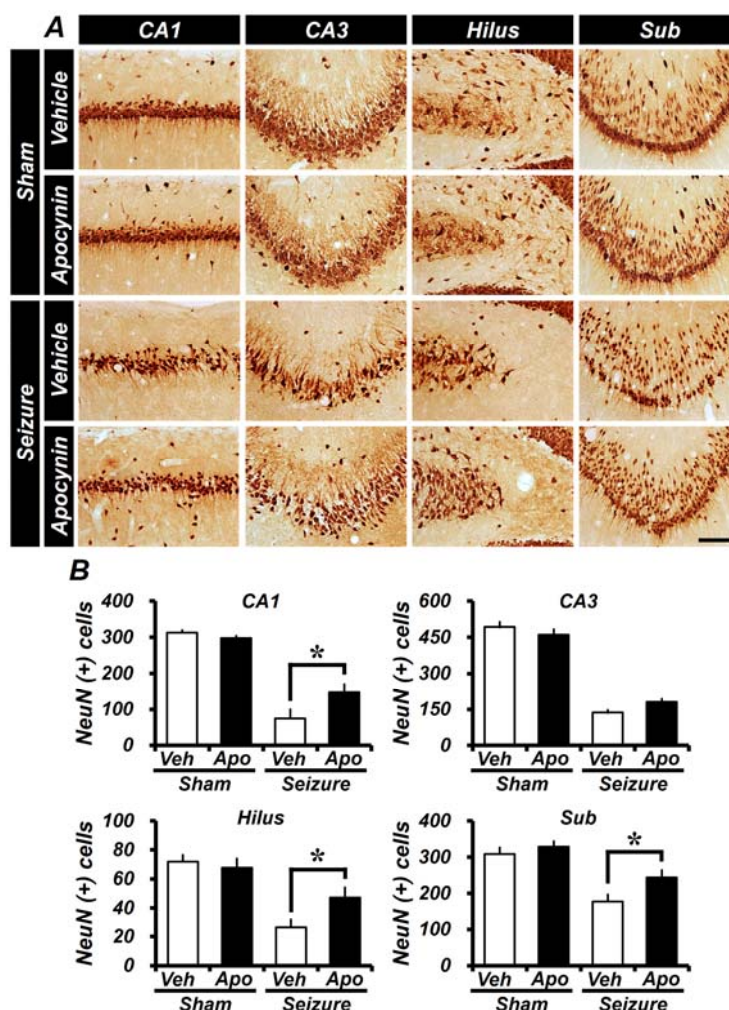 A CA1 CA3 Hilus Sub
Sham
Vehicle
Apocynin
Seizure
Vehicle
Apocynin
B
CA1
NeuN (+) cells
400
300
200
100
0
*
Veh Apo Veh Apo
Sham Seizure
CA3
NeuN (+) cells
600
450
300
150
0
Veh Apo Veh Apo
Sham Seizure
Hilus
NeuN (+) cells
80
60
40
20
0
*
Veh Apo Veh Apo
Sham Seizure
Sub
NeuN (+) cells
400
300
200
100
0
*
Veh Apo Veh Apo
Sham Seizure